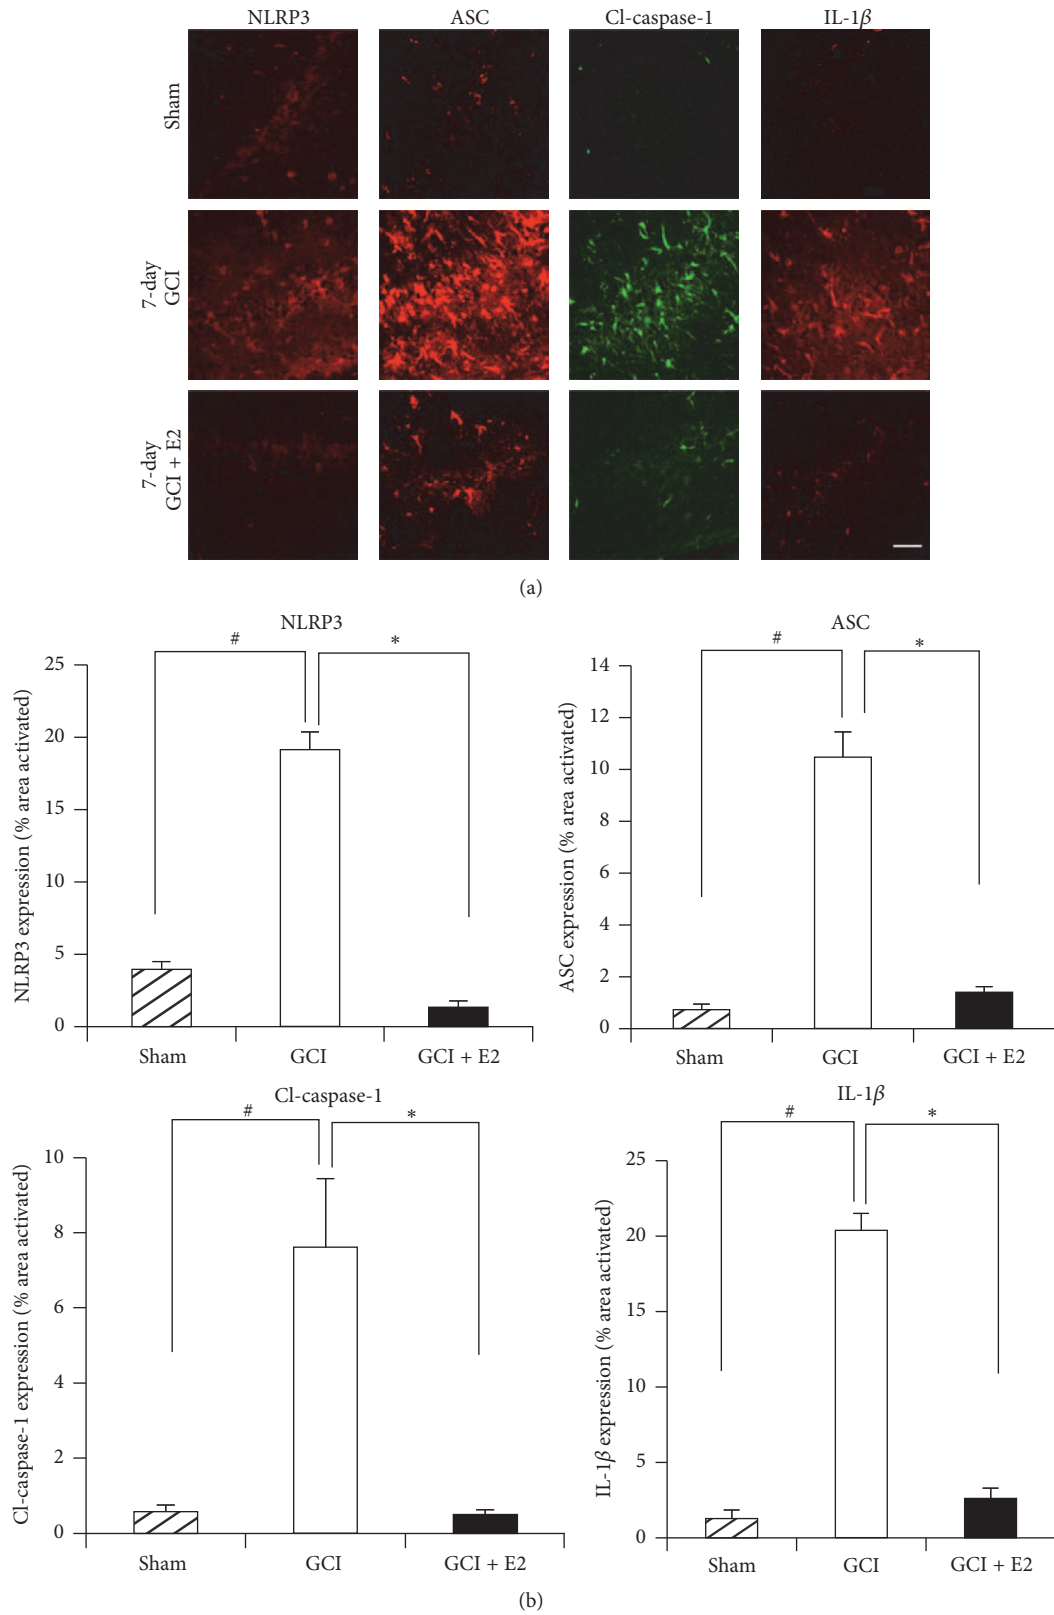 NLRP3 ASC Cl-caspase-1 IL-1β
Sham
7-day
GCI
7-day
GCI + E2
(a)
NLRP3
# *
25
20
15
10
5
0
NLRP3 expression (% area activated)
Sham GCI GCI + E2
ASC
# *
14
12
10
8
6
4
2
0
ASC expression (% area activated)
Sham GCI GCI + E2
Cl-caspase-1
# *
10
8
6
4
2
0
Cl-caspase-1 expression (% area activated)
Sham GCI GCI + E2
IL-1β
# *
25
20
15
10
5
0
IL-1β expression (% area activated)
Sham GCI GCI + E2
(b)